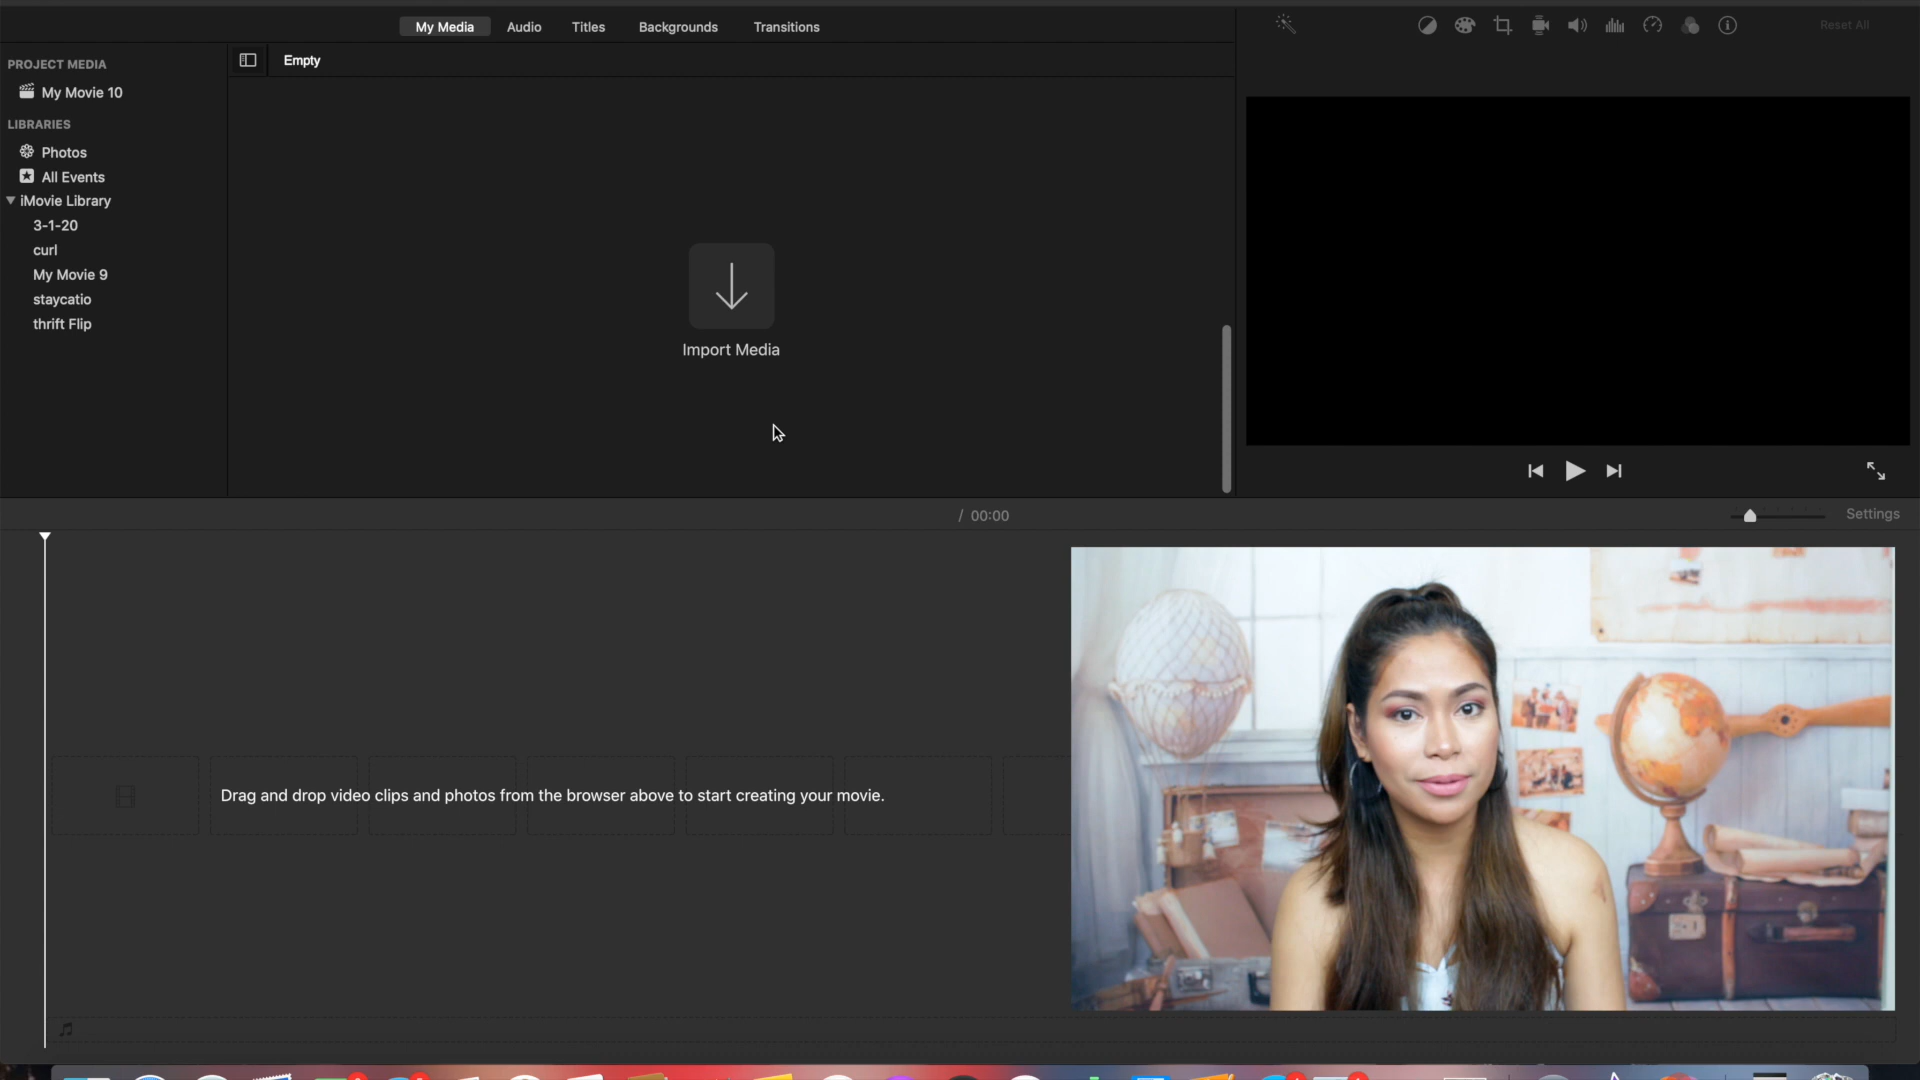 My Media Audio Titles Backgrounds Transitions
Reset All
PROJECT MEDIA
Empty
My Movie 10
LIBRARIES
Photos
All Events
iMovie Library
3-1-20
curl
My Movie 9
staycatio
thrift Flip
Import Media
/ 00:00
Settings
Drag and drop video clips and photos from the browser above to start creating your movie.